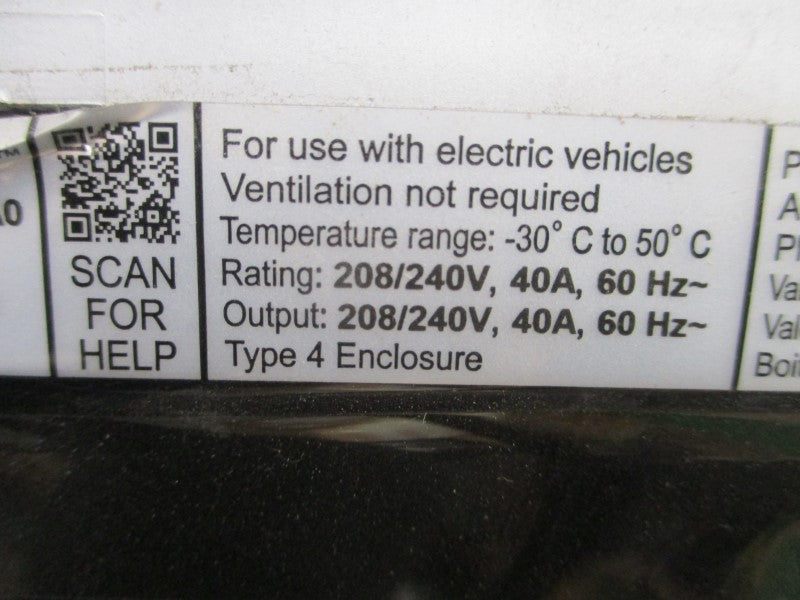 SCAN
FOR
HELP
For use with electric vehicles
Ventilation not required
Temperature range: -30° C to 50° C
Rating: 208/240V, 40A, 60 Hz~
Output: 208/240V, 40A, 60 Hz~
Type 4 Enclosure